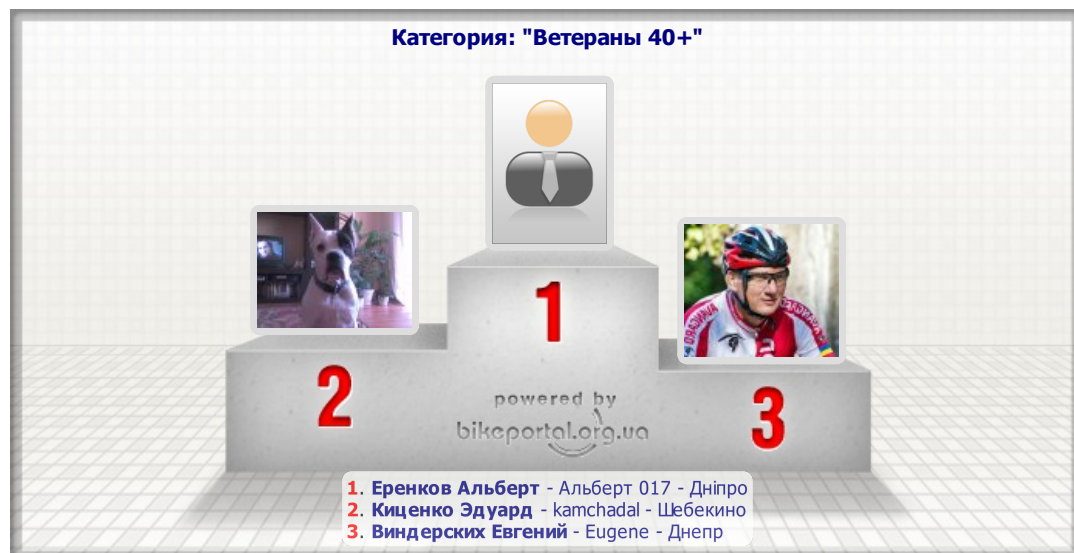 Категория: "Ветераны 40+"
1
2
3
powered by
bikeportal.org.ua
1. Еренков Альберт - Альберт 017 - Дніпро
2. Киценко Эдуард - kamchadal - Шебекино
3. Виндерских Евгений - Eugene - Днепр